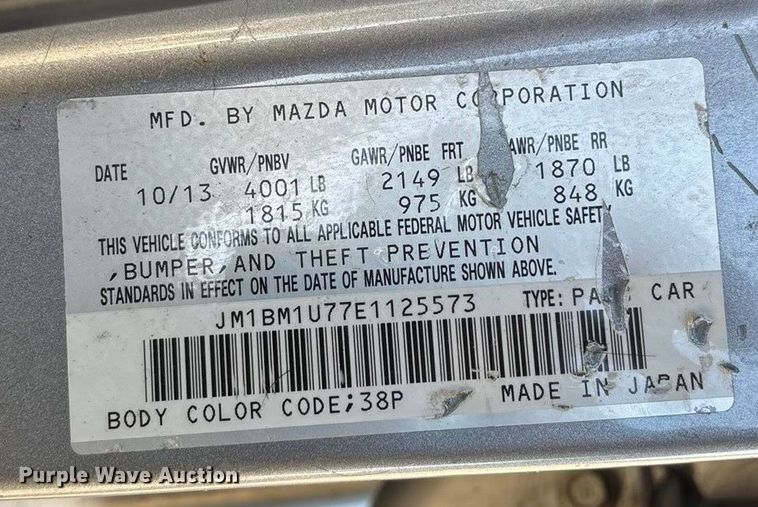 MFD. BY MAZDA MOTOR CORPORATION
DATE GVWR/PNBV GAWR/PNBE FRT GAWR/PNBE RR
10/13 4001 LB 2149 LB 1870 LB
1815 KG 975 KG 848 KG
THIS VEHICLE CONFORMS TO ALL APPLICABLE FEDERAL MOTOR VEHICLE SAFETY
,BUMPER,AND THEFT PREVENTION
STANDARDS IN EFFECT ON THE DATE OF MANUFACTURE SHOWN ABOVE.
JM1BM1U77E1125573 TYPE: PASS CAR
BODY COLOR CODE;38P MADE IN JAPAN
Purple Wave Auction